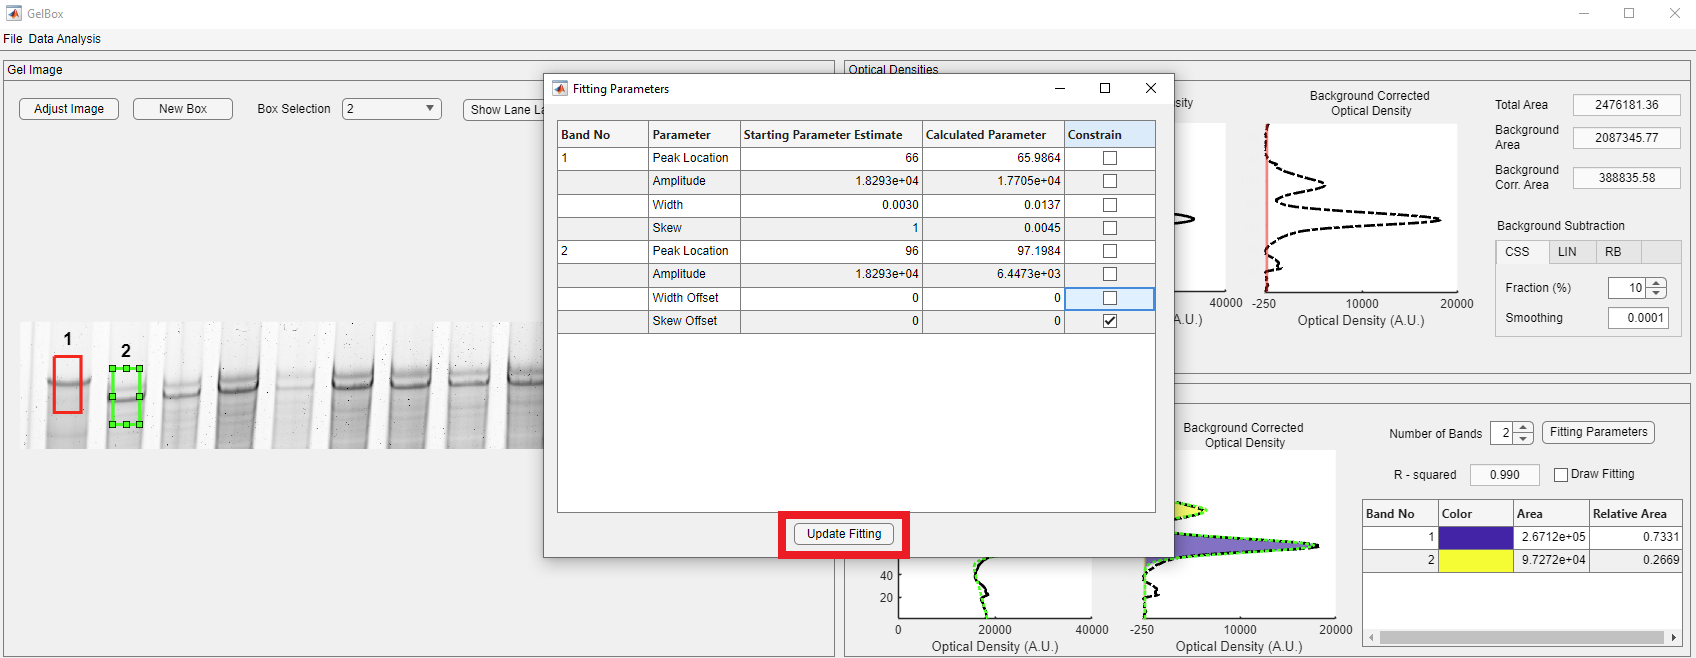 GelBox
File Data Analysis
Gel Image
Adjust Image
New Box
Box Selection
2
Show Lane La
1
2
Optical Densities
sity
40000
A.U.)
Background Corrected
Optical Density
-250
10000
20000
Optical Density (A.U.)
Total Area
2476181.36
Background
Area
2087345.77
Background
Corr. Area
388835.58
Background Subtraction
CSS LIN RB
Fraction (%) 10
Smoothing 0.0001
Fitting Parameters
Band No Parameter Starting Parameter Estimate Calculated Parameter Constrain
1 Peak Location 66 65.9864
Amplitude 1.8293e+04 1.7705e+04
Width 0.0030 0.0137
Skew 1 0.0045
2 Peak Location 96 97.1984
Amplitude 1.8293e+04 6.4473e+03
Width Offset 0 0
Skew Offset 0 0
Update Fitting
40
20
0
20000
40000
Optical Density (A.U.)
Background Corrected
Optical Density
-250
10000
20000
Optical Density (A.U.)
Number of Bands 2 Fitting Parameters
R - squared 0.990 Draw Fitting
Band No Color Area Relative Area
1 2.6712e+05 0.7331
2 9.7272e+04 0.2669